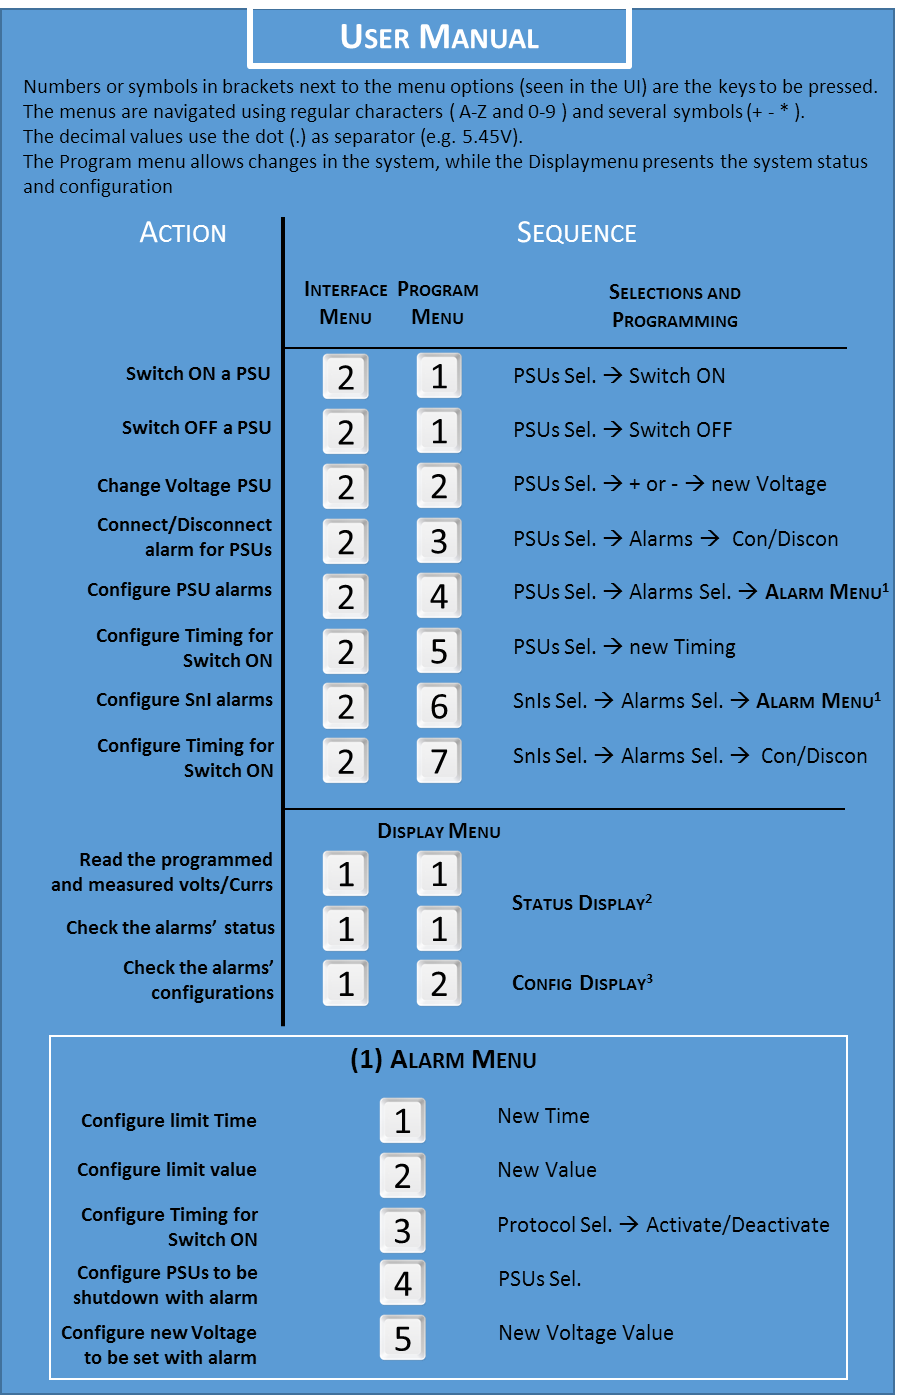 USER MANUAL
Numbers or symbols in brackets next to the menu options (seen in the UI) are the keys to be pressed.
The menus are navigated using regular characters ( A-Z and 0-9 ) and several symbols (+ - * ).
The decimal values use the dot (.) as separator (e.g. 5.45V).
The Program menu allows changes in the system, while the Displaymenu presents the system status
and configuration
ACTION
SEQUENCE
INTERFACE MENU
PROGRAM MENU
SELECTIONS AND PROGRAMMING
Switch ON a PSU 2 1 PSUs Sel. → Switch ON
Switch OFF a PSU 2 1 PSUs Sel. → Switch OFF
Change Voltage PSU 2 2 PSUs Sel. → + or - → new Voltage
Connect/Disconnect
alarm for PSUs 2 3 PSUs Sel. → Alarms → Con/Discon
Configure PSU alarms 2 4 PSUs Sel. → Alarms Sel. → ALARM MENU¹
Configure Timing for
Switch ON 2 5 PSUs Sel. → new Timing
Configure SnI alarms 2 6 SnIs Sel. → Alarms Sel. → ALARM MENU¹
Configure Timing for
Switch ON 2 7 SnIs Sel. → Alarms Sel. → Con/Discon
DISPLAY MENU
Read the programmed
and measured volts/Currs 1 1
STATUS DISPLAY²
Check the alarms’ status 1 1
Check the alarms’
configurations 1 2 CONFIG DISPLAY³
(1) ALARM MENU
Configure limit Time 1 New Time
Configure limit value 2 New Value
Configure Timing for
Switch ON 3 Protocol Sel. → Activate/Deactivate
Configure PSUs to be
shutdown with alarm 4 PSUs Sel.
Configure new Voltage
to be set with alarm 5 New Voltage Value